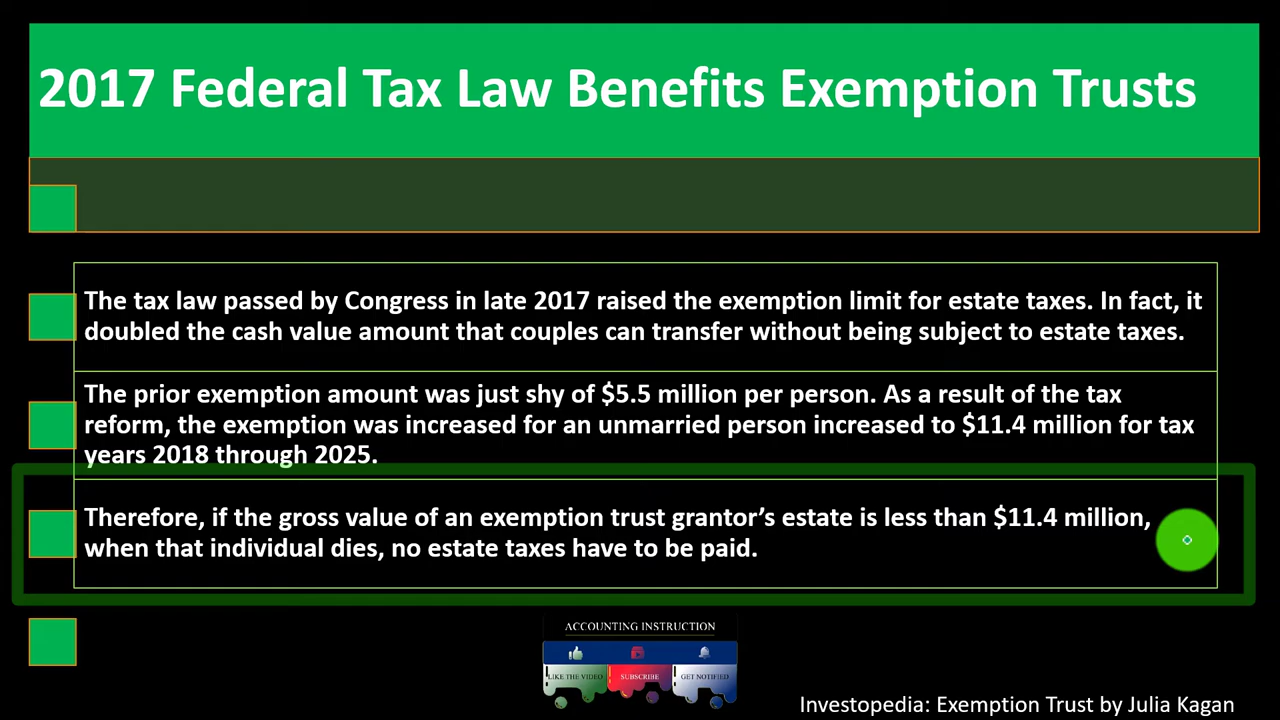 2017 Federal Tax Law Benefits Exemption Trusts
The tax law passed by Congress in late 2017 raised the exemption limit for estate taxes. In fact, it
doubled the cash value amount that couples can transfer without being subject to estate taxes.
The prior exemption amount was just shy of $5.5 million per person. As a result of the tax
reform, the exemption was increased for an unmarried person increased to $11.4 million for tax
years 2018 through 2025.
Therefore, if the gross value of an exemption trust grantor’s estate is less than $11.4 million,
when that individual dies, no estate taxes have to be paid.
ACCOUNTING INSTRUCTION
LIKE THE VIDEO SUBSCRIBE GET NOTIFIED
Investopedia: Exemption Trust by Julia Kagan